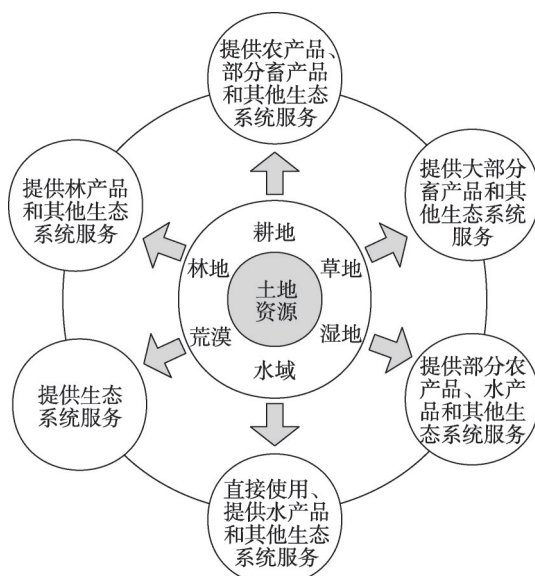 提供农产品、
部分畜产品
和其他生态
系统服务
提供林产品
和其他生态
系统服务
提供大部分
畜产品和其
他生态系统
服务
耕地
林地
草地
土地
资源
荒漠
湿地
水域
提供生态
系统服务
提供部分农
产品、水产
品和其他生
态系统服务
直接使用、
提供水产品
和其他生态
系统服务